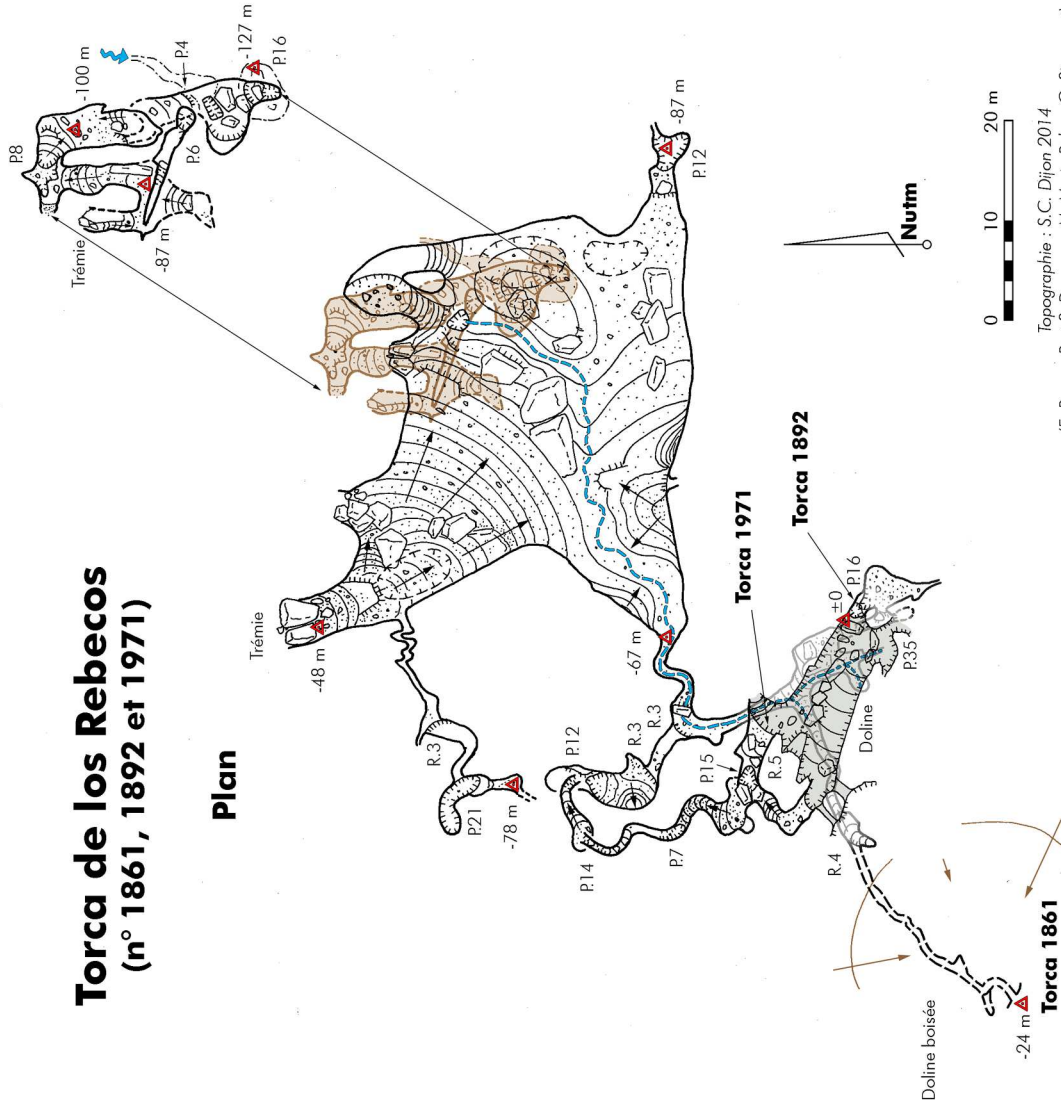 Torca de los Rebecos
(n° 1861, 1892 et 1971)
Plan
P.8
-100 m
P.4
-127 m
P.16
P.6
Trémie
-87 m
Trémie
-48 m
R.3
P.21
-78 m
-87 m
P.12
-67 m
R.3
R.3
P.12
P.14
P.7
P.15
R.5
Torca 1971
Torca 1892
±0
P.16
P.35
Doline
R.4
Doline boisée
-24 m
Torca 1861
Nutm
0 10 20 m
Topographie : S.C. Dijon 2014